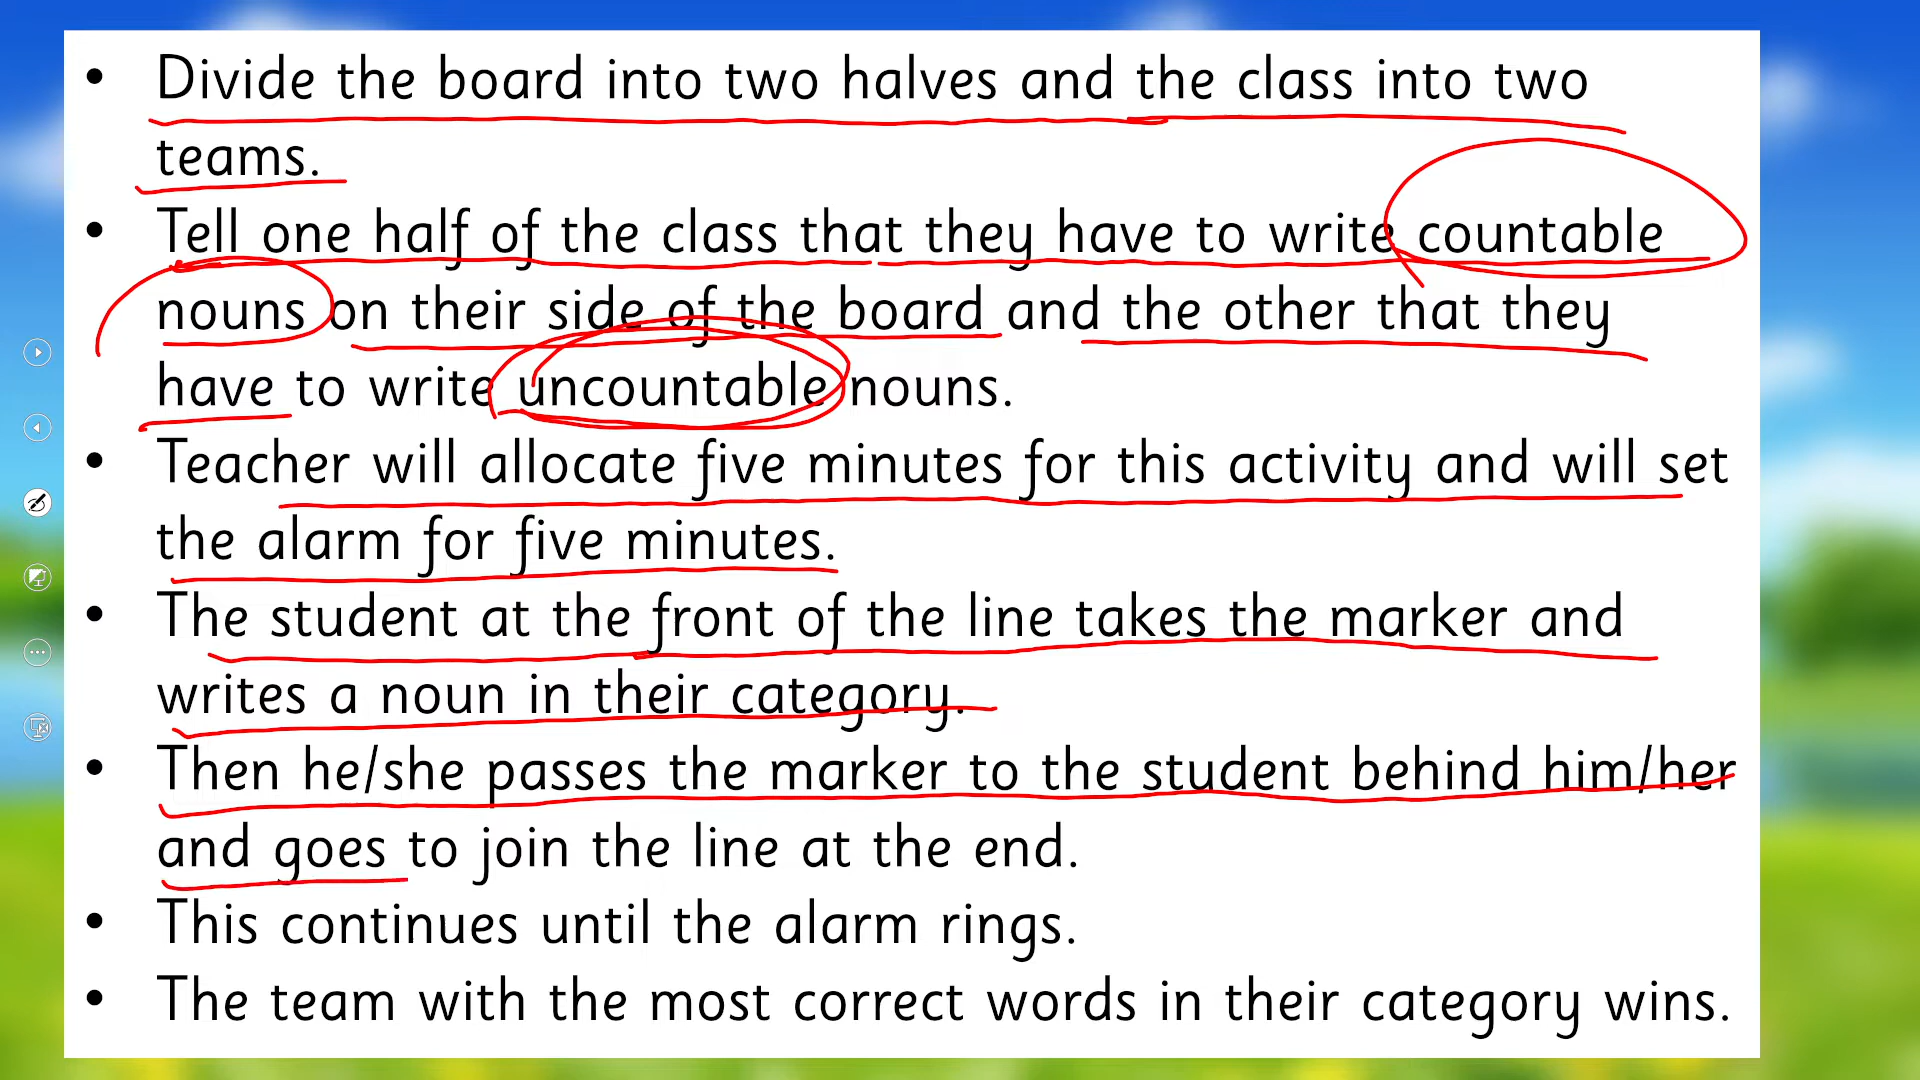 • Divide the board into two halves and the class into two
teams.
• Tell one half of the class that they have to write countable
nouns on their side of the board and the other that they
have to write uncountable nouns.
• Teacher will allocate five minutes for this activity and will set
the alarm for five minutes.
• The student at the front of the line takes the marker and
writes a noun in their category.
• Then he/she passes the marker to the student behind him/her
and goes to join the line at the end.
• This continues until the alarm rings.
• The team with the most correct words in their category wins.